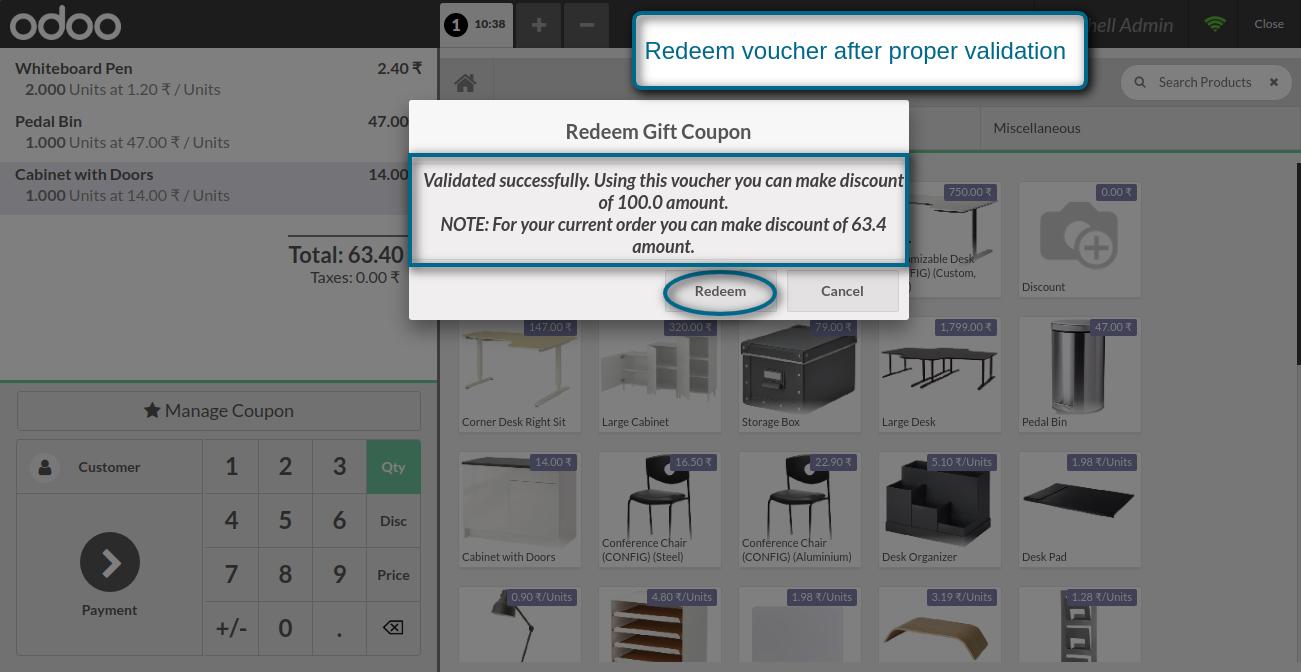 odoo
1 10:38
+
−
Redeem voucher after proper validation
ell Admin
Close
Whiteboard Pen 2.40 ₹
2.000 Units at 1.20 ₹ / Units
Pedal Bin 47.00
1.000 Units at 47.00 ₹ / Units
Cabinet with Doors 14.00
1.000 Units at 14.00 ₹ / Units
Total: 63.40
Taxes: 0.00 ₹
Search Products
Miscellaneous
Redeem Gift Coupon
Validated successfully. Using this voucher you can make discount
of 100.0 amount.
NOTE: For your current order you can make discount of 63.4
amount.
Redeem Cancel
750.00 ₹
mizable Desk
FIG) (Custom,
)
0.00 ₹
Discount
147.00 ₹
Corner Desk Right Sit
320.00 ₹
Large Cabinet
79.00 ₹
Storage Box
1,799.00 ₹
Large Desk
47.00 ₹
Pedal Bin
14.00 ₹
Cabinet with Doors
16.50 ₹
Conference Chair
(CONFIG) (Steel)
22.90 ₹
Conference Chair
(CONFIG) (Aluminium)
5.10 ₹/Units
Desk Organizer
1.98 ₹/Units
Desk Pad
0.90 ₹/Units
4.80 ₹/Units
1.98 ₹/Units
3.19 ₹/Units
1.28 ₹/Units
Manage Coupon
Customer
Payment
1 2 3 Qty
4 5 6 Disc
7 8 9 Price
+/- 0 .